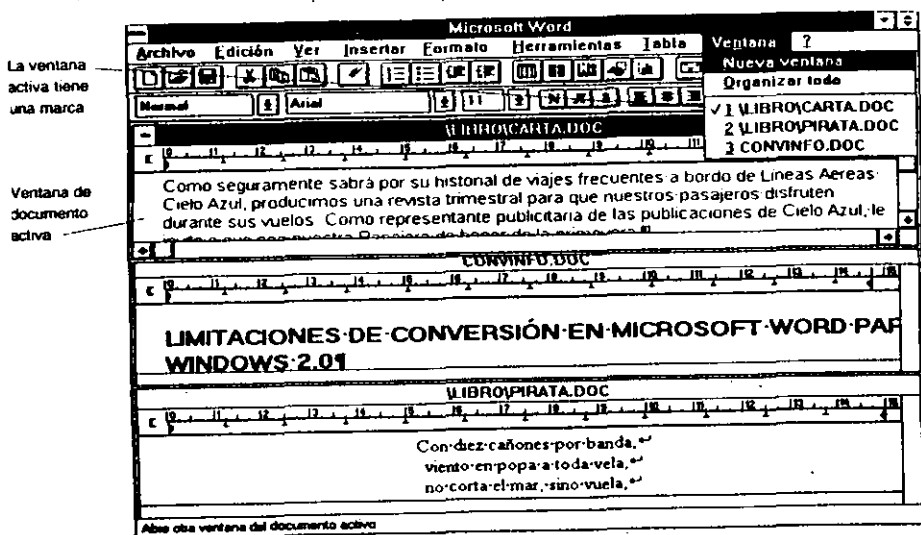 Microsoft Word
Archivo Edición Ver Insertar Formato Herramientas Tabla Ventana ?
Nueva ventana
Organizar todo
✓1 \LIBRO\CARTA.DOC
2 \LIBRO\PIRATA.DOC
3 CONVINFO.DOC
La ventana
activa tiene
una marca
Normal Arial 11 N
\LIBRO\CARTA.DOC
Ventana de
documento
activa
Como seguramente sabrá por su historial de viajes frecuentes a bordo de Líneas Aéreas
Cielo Azul, producimos una revista trimestral para que nuestros pasajeros disfruten
durante sus vuelos. Como representante publicitaria de las publicaciones de Cielo Azul, le
CONVINFO.DOC
LIMITACIONES·DE·CONVERSIÓN·EN·MICROSOFT·WORD·PAR
WINDOWS·2.0¶
\LIBRO\PIRATA.DOC
Con·diez·cañones·por·banda,↵
viento·en·popa·a·toda·vela,↵
no·corta·el·mar,·sino·vuela,↵
Abre otra ventana del documento activo